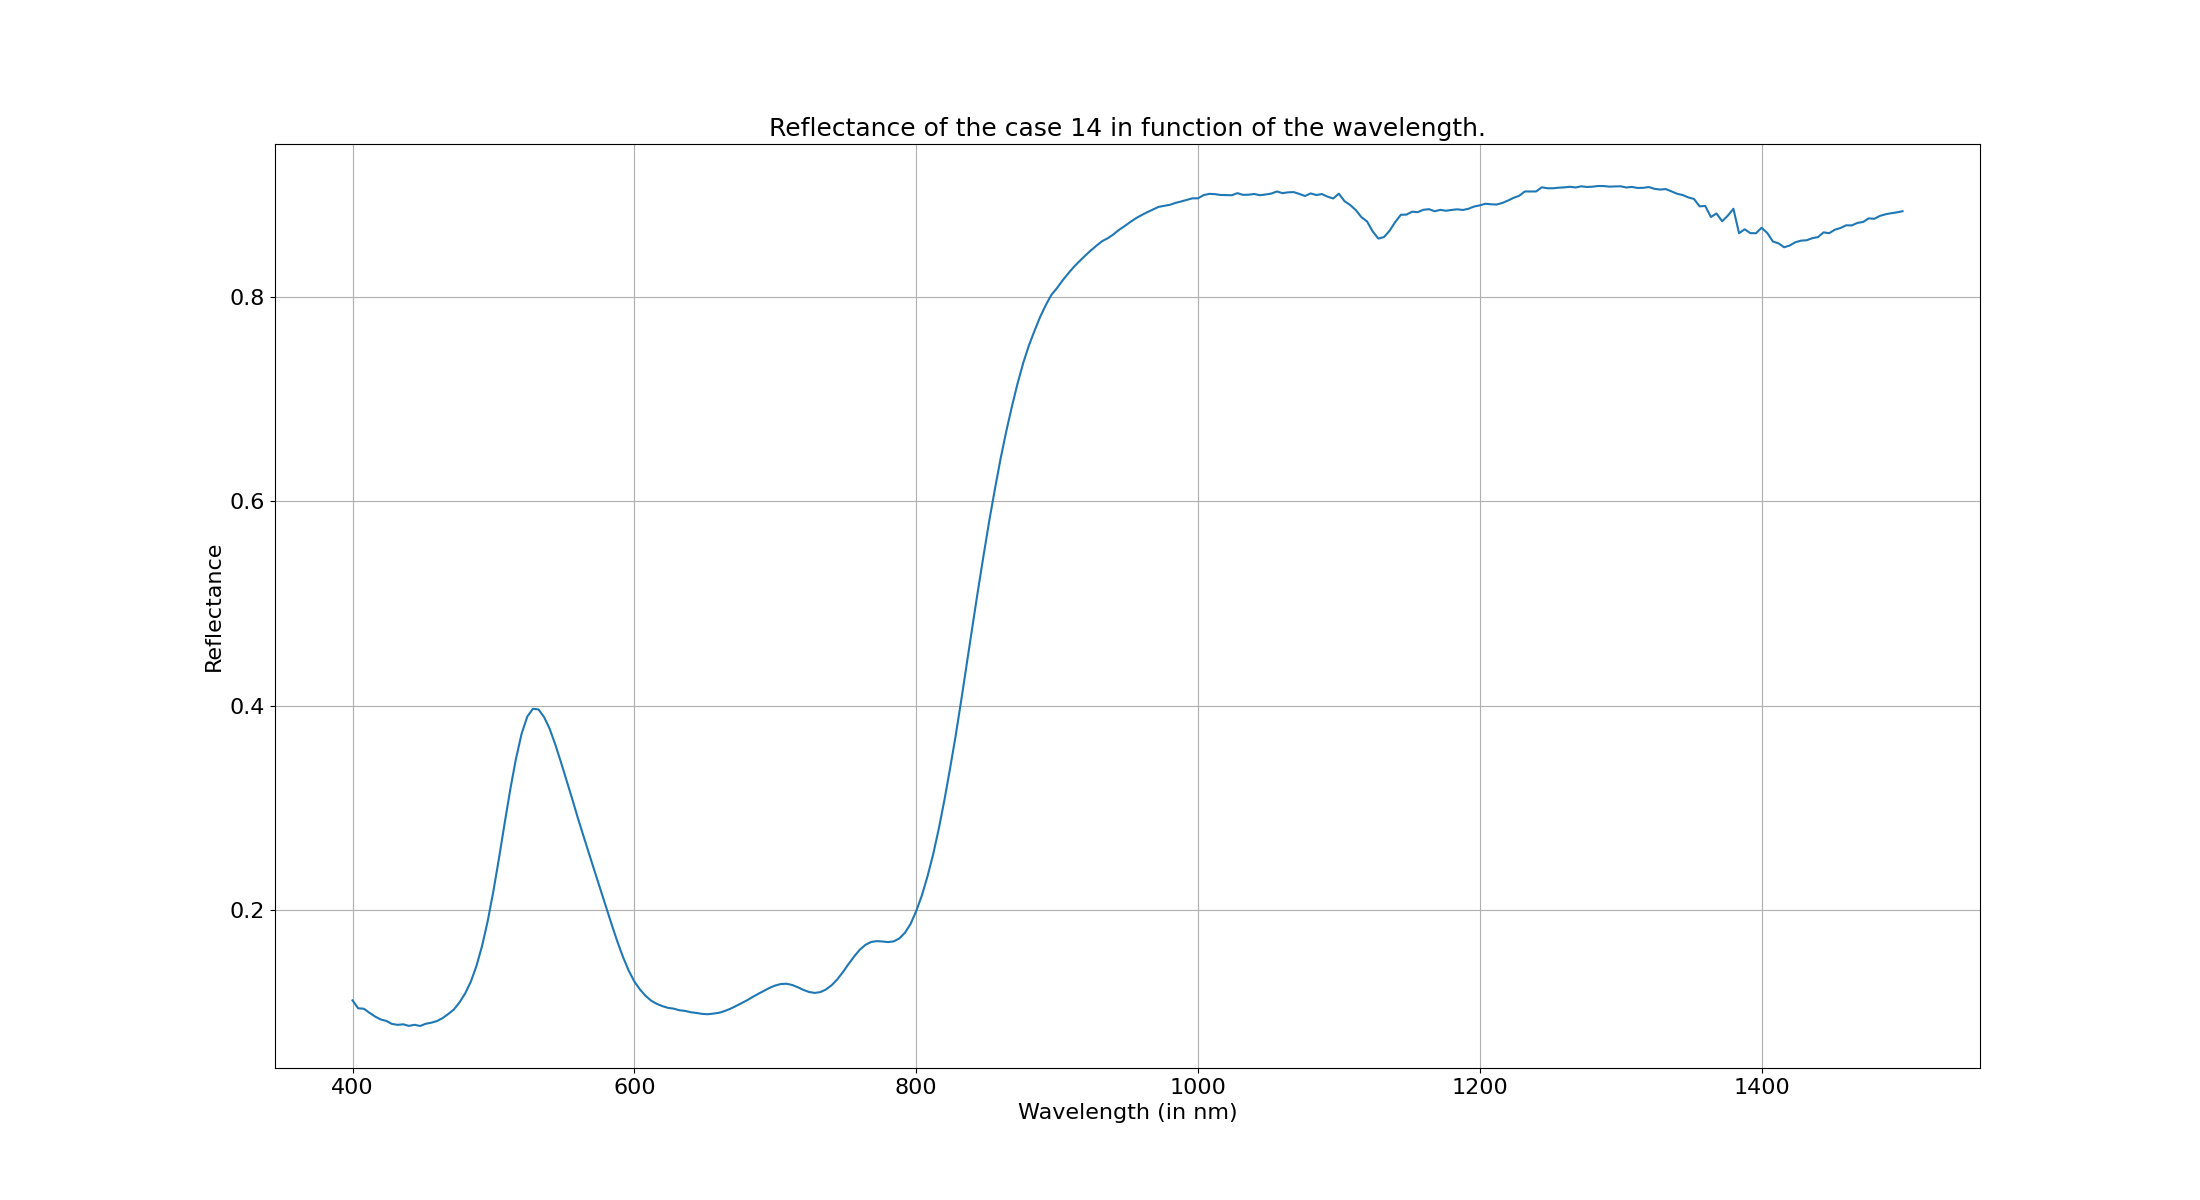 Reflectance of the case 14 in function of the wavelength.
0.8
0.6
0.4
0.2
Reflectance
400 600 800 1000 1200 1400
Wavelength (in nm)